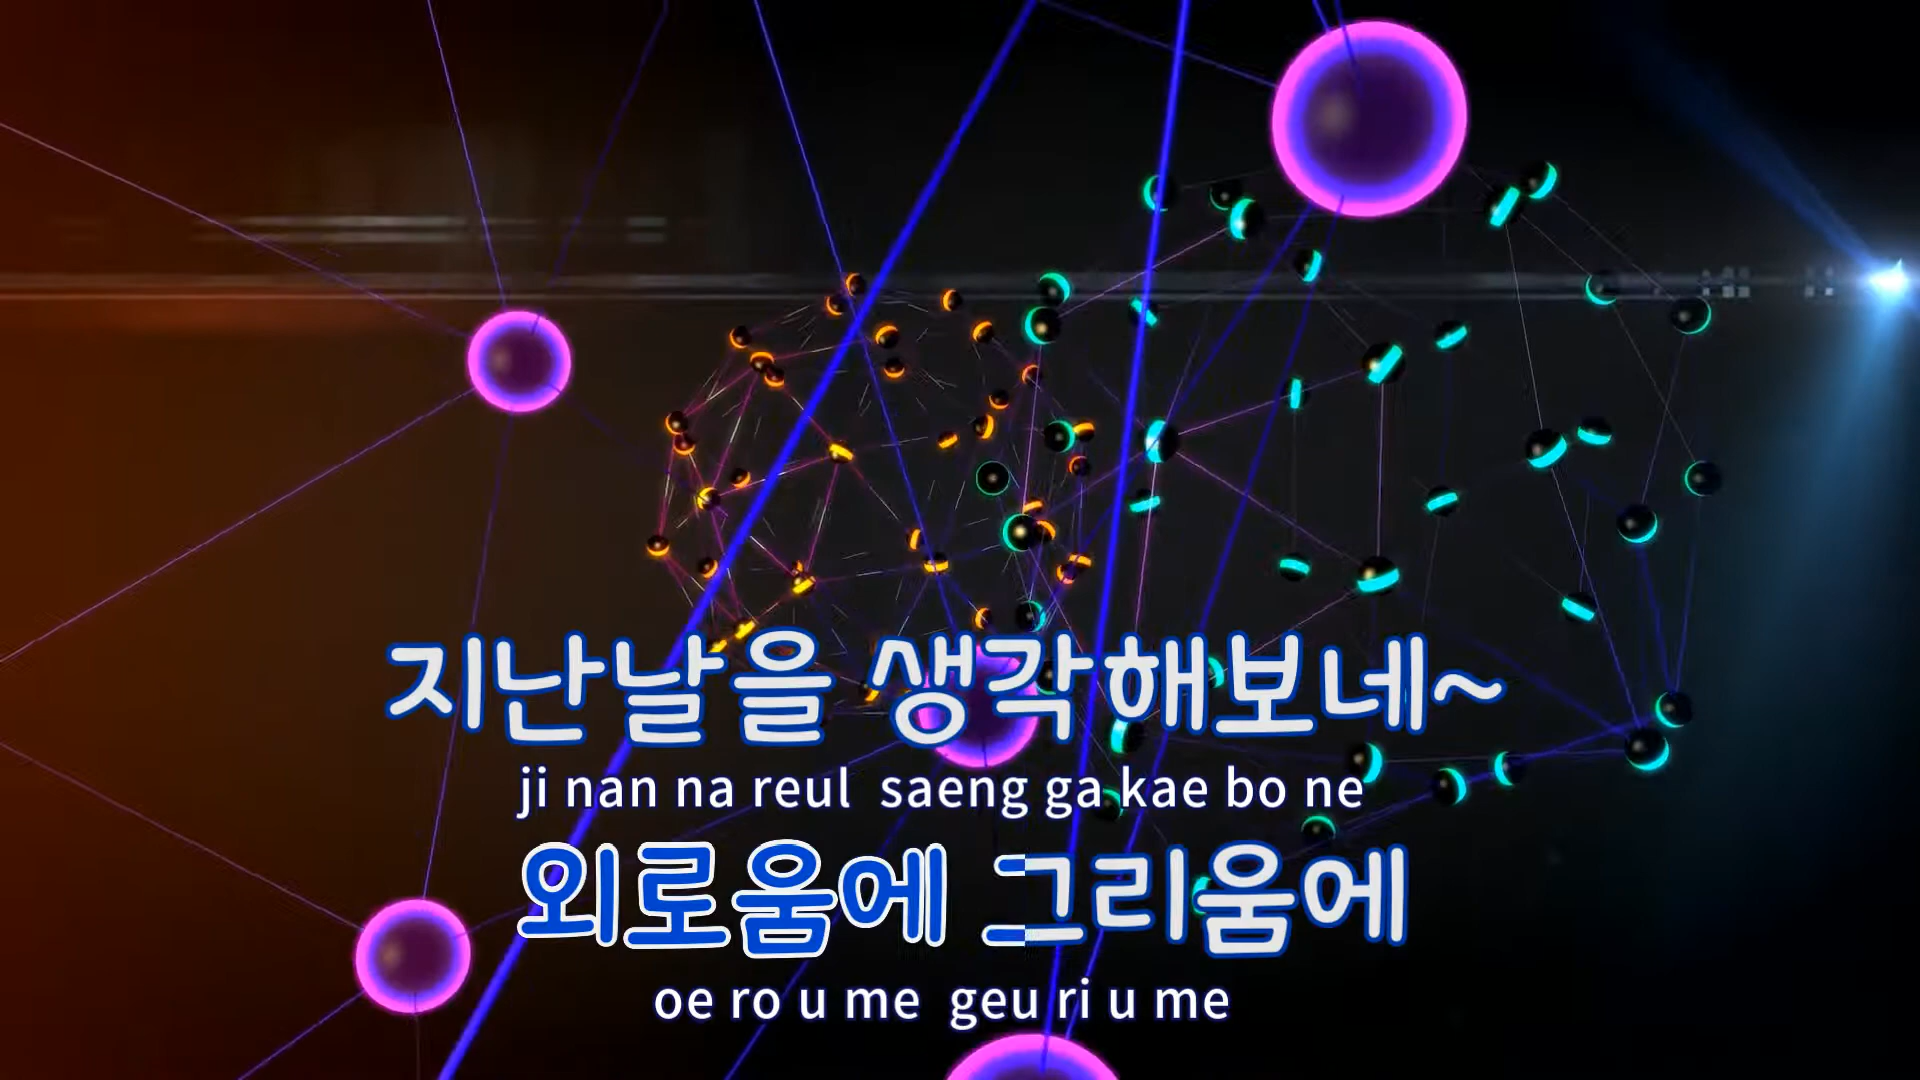 지난날을 생각해보네~
ji nan na reul saeng ga kae bo ne
외로움에 그리움에
oe ro u me geu ri u me